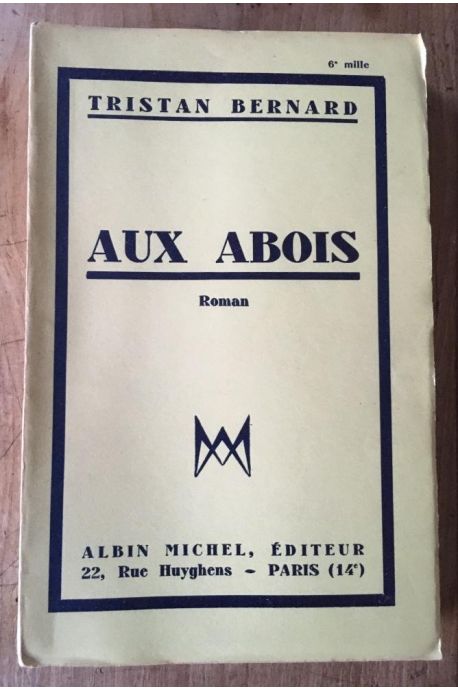 6e mille
TRISTAN BERNARD
AUX ABOIS
Roman
ALBIN MICHEL, ÉDITEUR
22, Rue Huyghens - PARIS (14e)